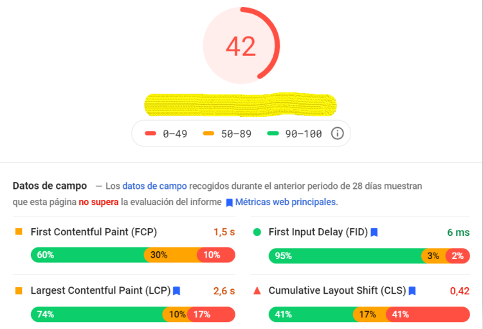 42
0–49 50–89 90–100
Datos de campo — Los datos de campo recogidos durante el anterior periodo de 28 días muestran
que esta página no supera la evaluación del informe Métricas web principales.
First Contentful Paint (FCP) 1,5 s
60% 30% 10%
First Input Delay (FID) 6 ms
95% 3% 2%
Largest Contentful Paint (LCP) 2,6 s
74% 10% 17%
Cumulative Layout Shift (CLS) 0,42
41% 17% 41%